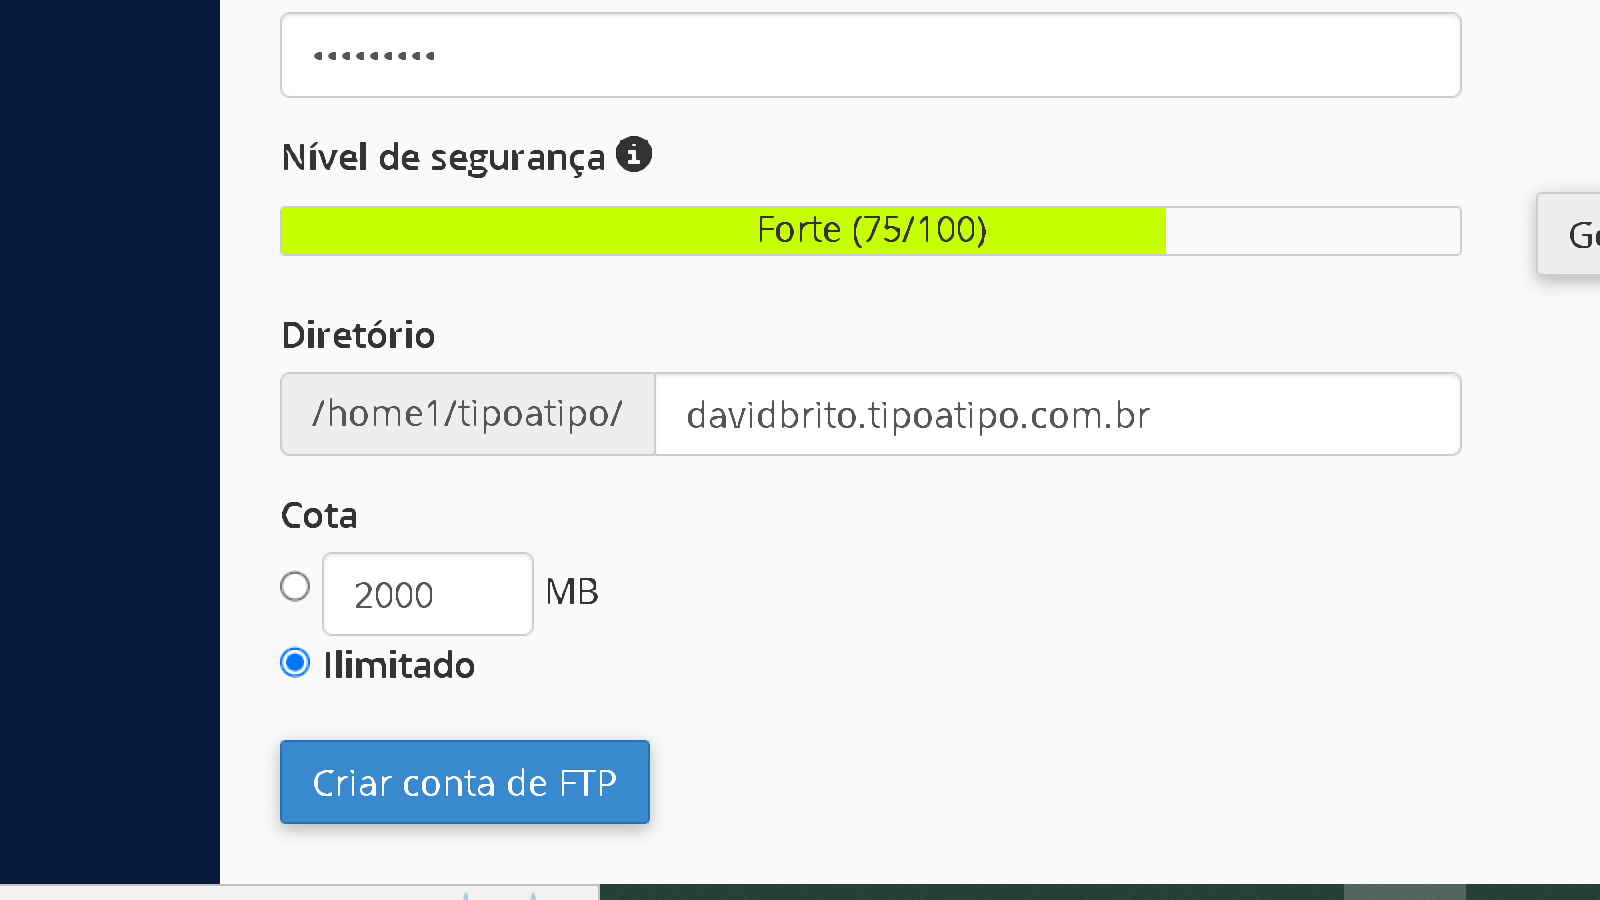 •••••••••
Nível de segurança
Forte (75/100)
Diretório
/home1/tipoatipo/ davidbrito.tipoatipo.com.br
Cota
2000 MB
Ilimitado
Criar conta de FTP